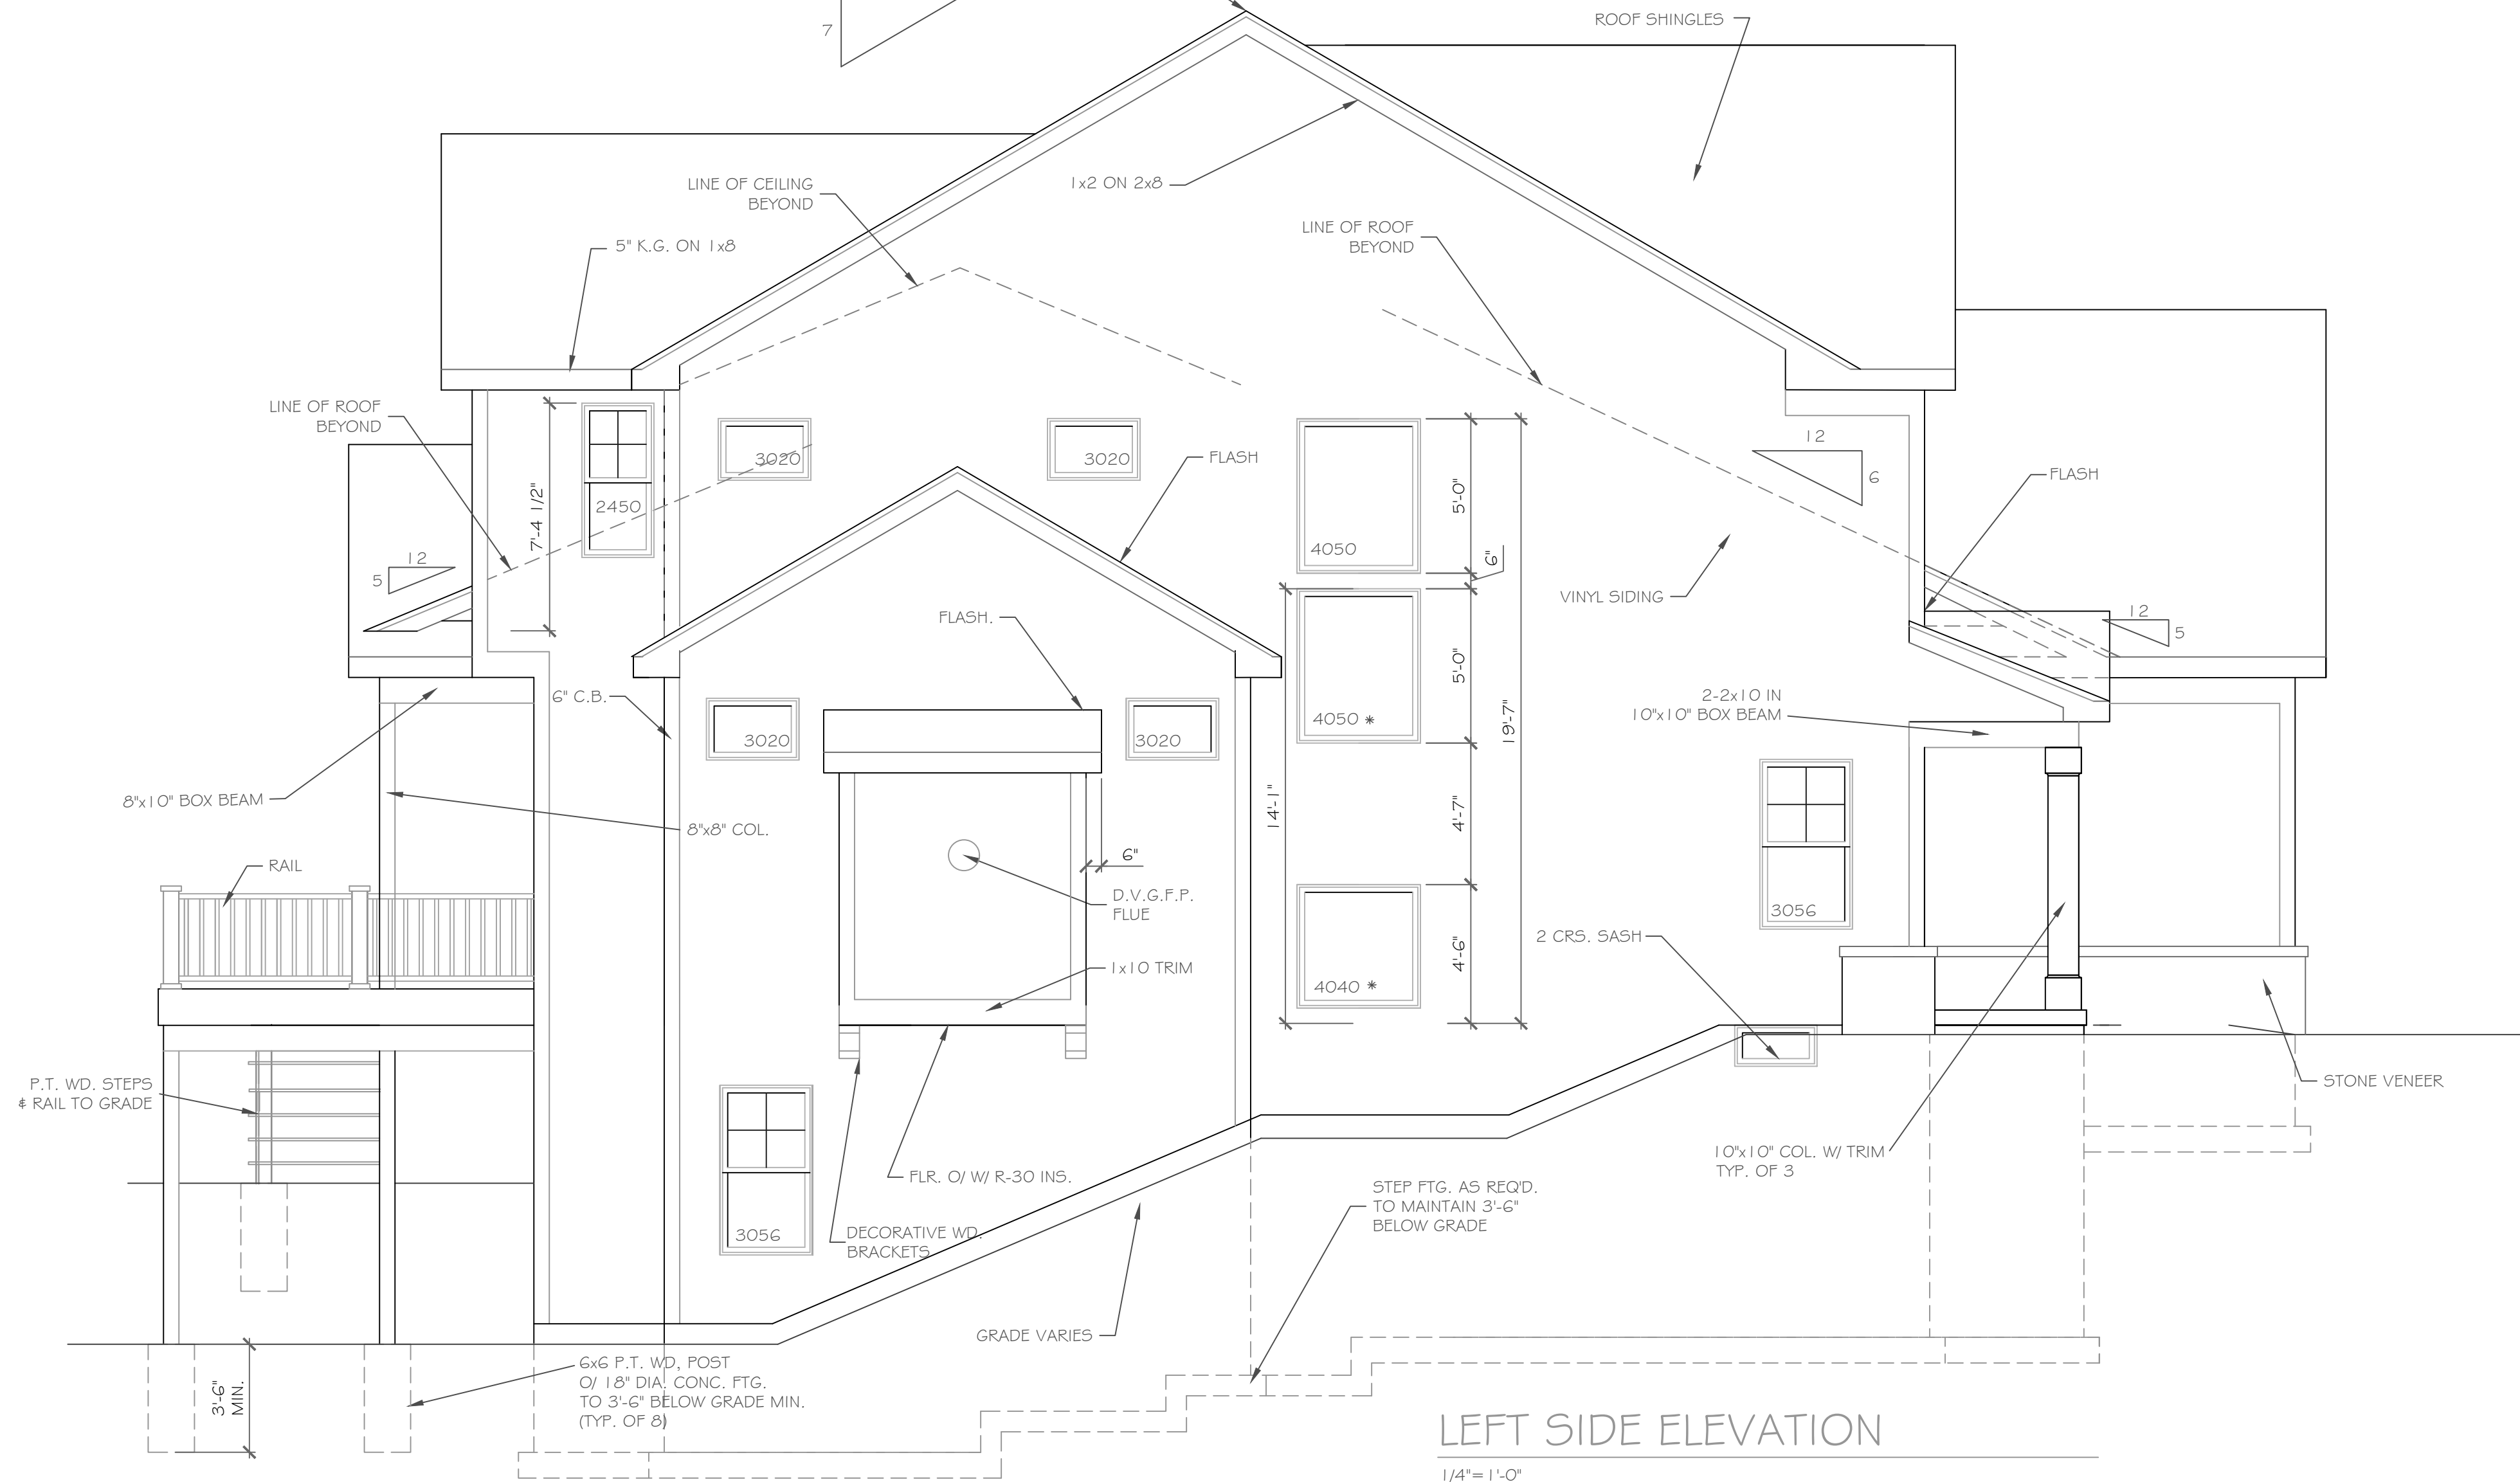 7
ROOF SHINGLES
LINE OF CEILING
BEYOND
1x2 ON 2x8
5" K.G. ON 1x8
LINE OF ROOF
BEYOND
LINE OF ROOF
BEYOND
12
6
3020
3020
FLASH
FLASH
2450
7'-4 1/2"
5'-0"
4050
6"
12
5
VINYL SIDING
FLASH.
12
5
6" C.B.
5'-0"
19'-7"
2-2x10 IN
10"x10" BOX BEAM
4050 *
3020
3020
8"x10" BOX BEAM
8"x8" COL.
14'-1"
4'-7"
RAIL
6"
D.V.G.F.P.
FLUE
3056
2 CRS. SASH
4'-6"
1x10 TRIM
4040 *
P.T. WD. STEPS
& RAIL TO GRADE
STONE VENEER
10"x10" COL. W/ TRIM
TYP. OF 3
FLR. O/ W/ R-30 INS.
STEP FTG. AS REQ'D.
TO MAINTAIN 3'-6"
BELOW GRADE
3056
DECORATIVE WD.
BRACKETS
GRADE VARIES
3'-6"
MIN.
6x6 P.T. WD, POST
O/ 18" DIA. CONC. FTG.
TO 3'-6" BELOW GRADE MIN.
(TYP. OF 8)
LEFT SIDE ELEVATION
1/4"=1'-0"